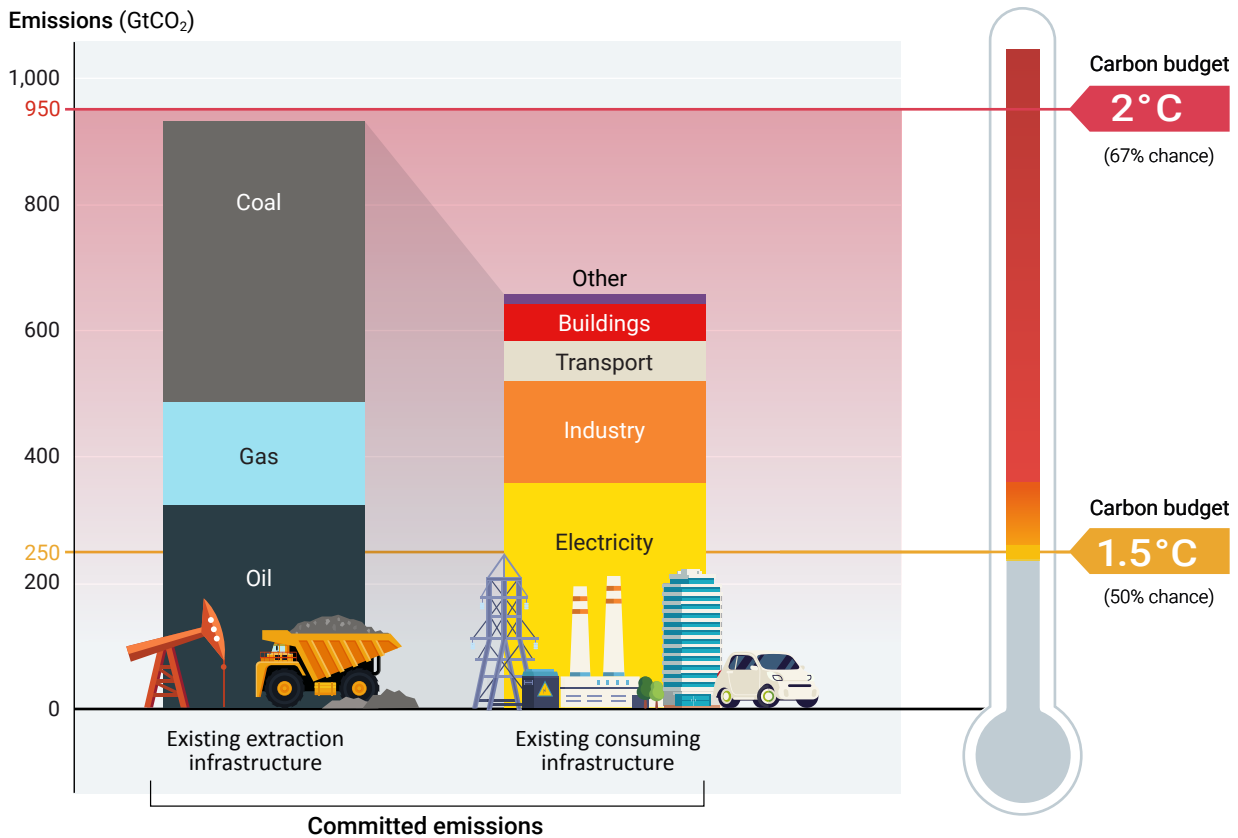 Emissions (GtCO₂)
1,000
950
800
600
400
250
200
0
Coal
Gas
Oil
Other
Buildings
Transport
Industry
Electricity
Existing extraction
infrastructure
Existing consuming
infrastructure
Committed emissions
Carbon budget
2°C
(67% chance)
Carbon budget
1.5°C
(50% chance)